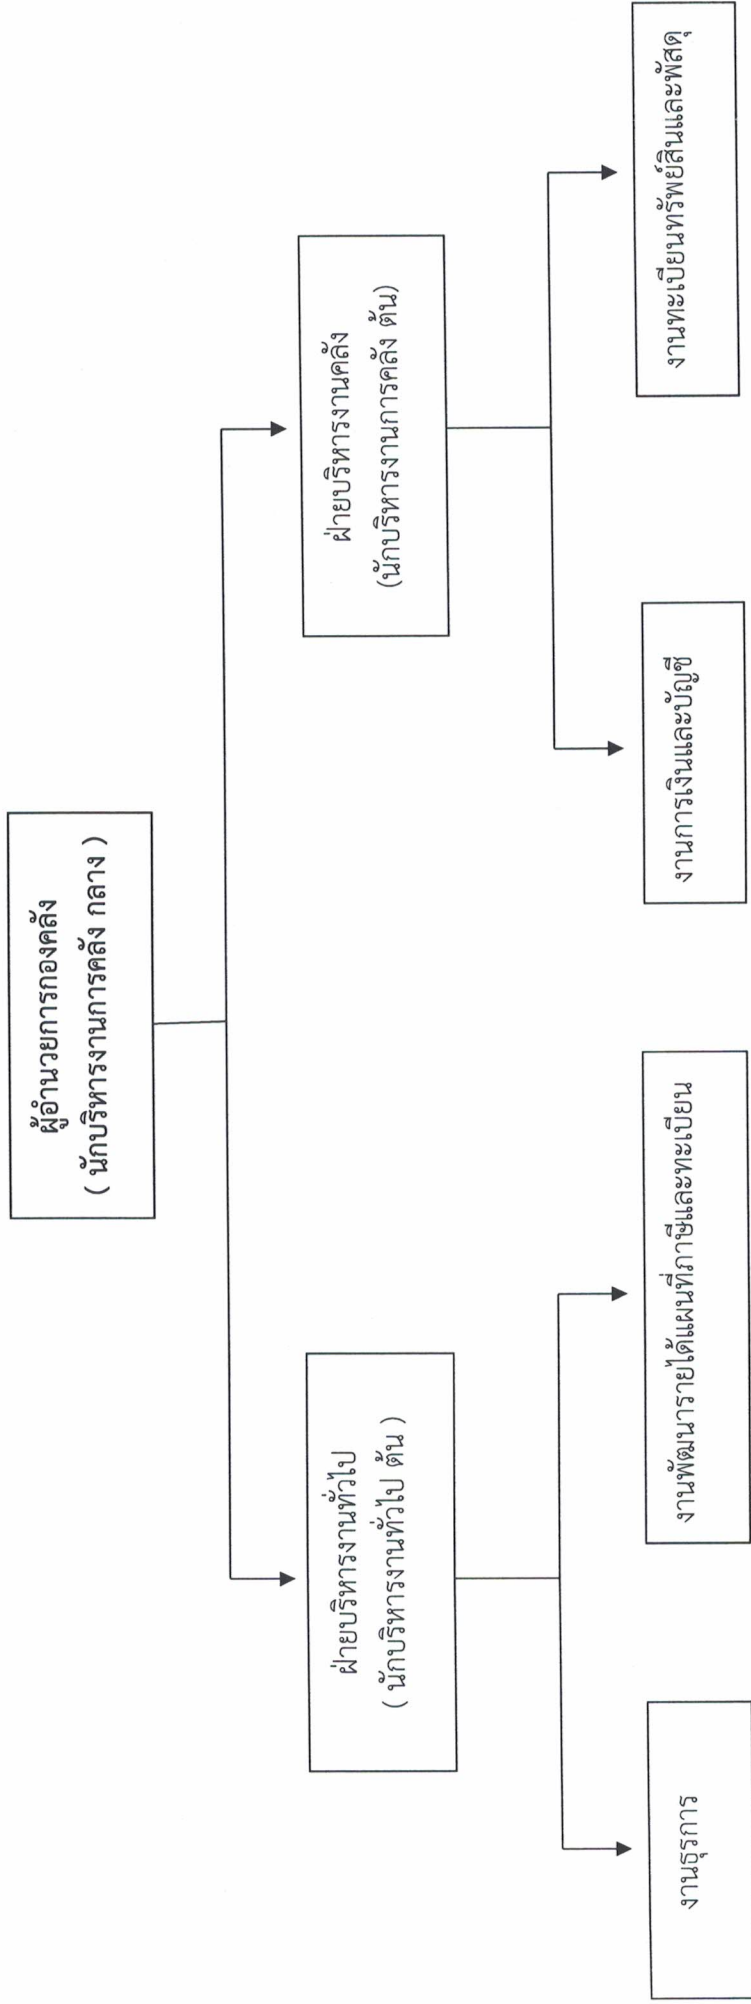 ผู้อำนวยการกองคลัง
( นักบริหารงานการคลัง กลาง )
ฝ่ายบริหารงานทั่วไป
( นักบริหารงานทั่วไป ต้น )
ฝ่ายบริหารงานคลัง
(นักบริหารงานการคลัง ต้น)
งานธุรการ
งานพัฒนารายได้แผนที่ภาษีและทะเบียน
งานการเงินและบัญชี
งานทะเบียนทรัพย์สินและพัสดุ